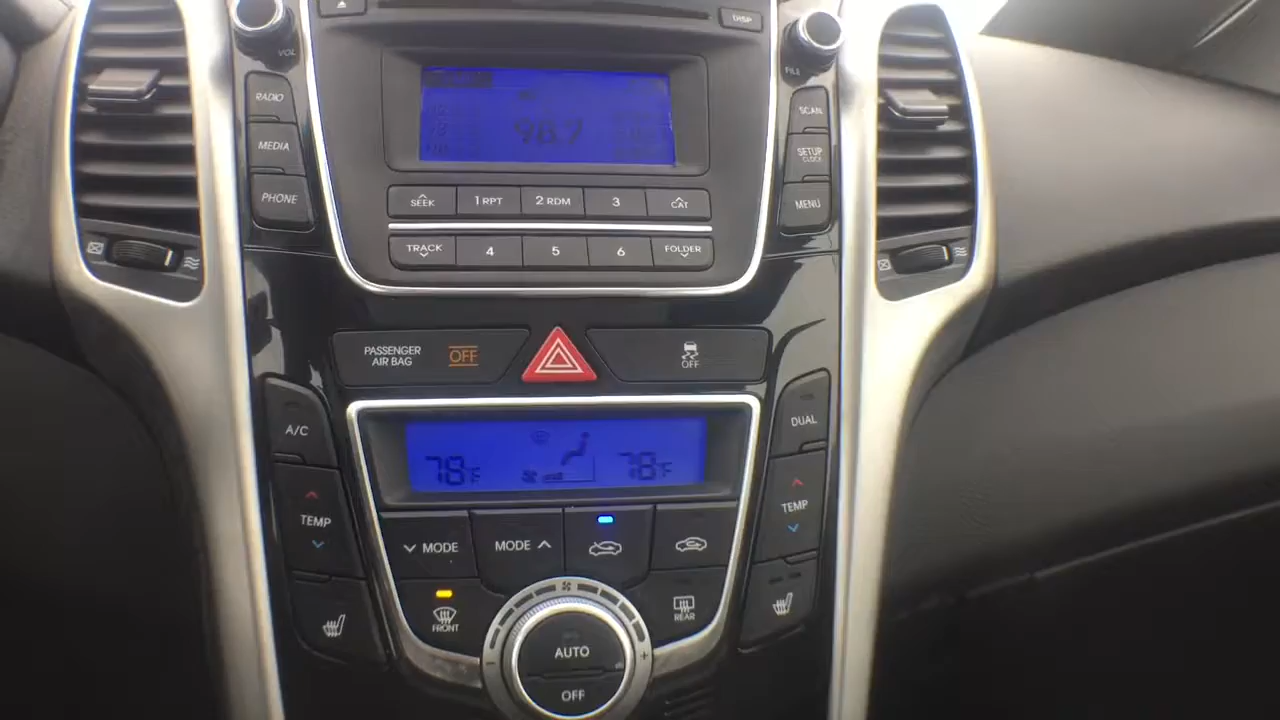 DISP
VOL
FILE
RADIO
SCAN
98.7
MEDIA
SETUP
CLOCK
PHONE
SEEK
1 RPT
2 RDM
3
CAT
MENU
TRACK
4
5
6
FOLDER
PASSENGER
AIR BAG
OFF
OFF
A/C
DUAL
78°F
78°F
TEMP
TEMP
MODE
MODE
FRONT
REAR
AUTO
OFF